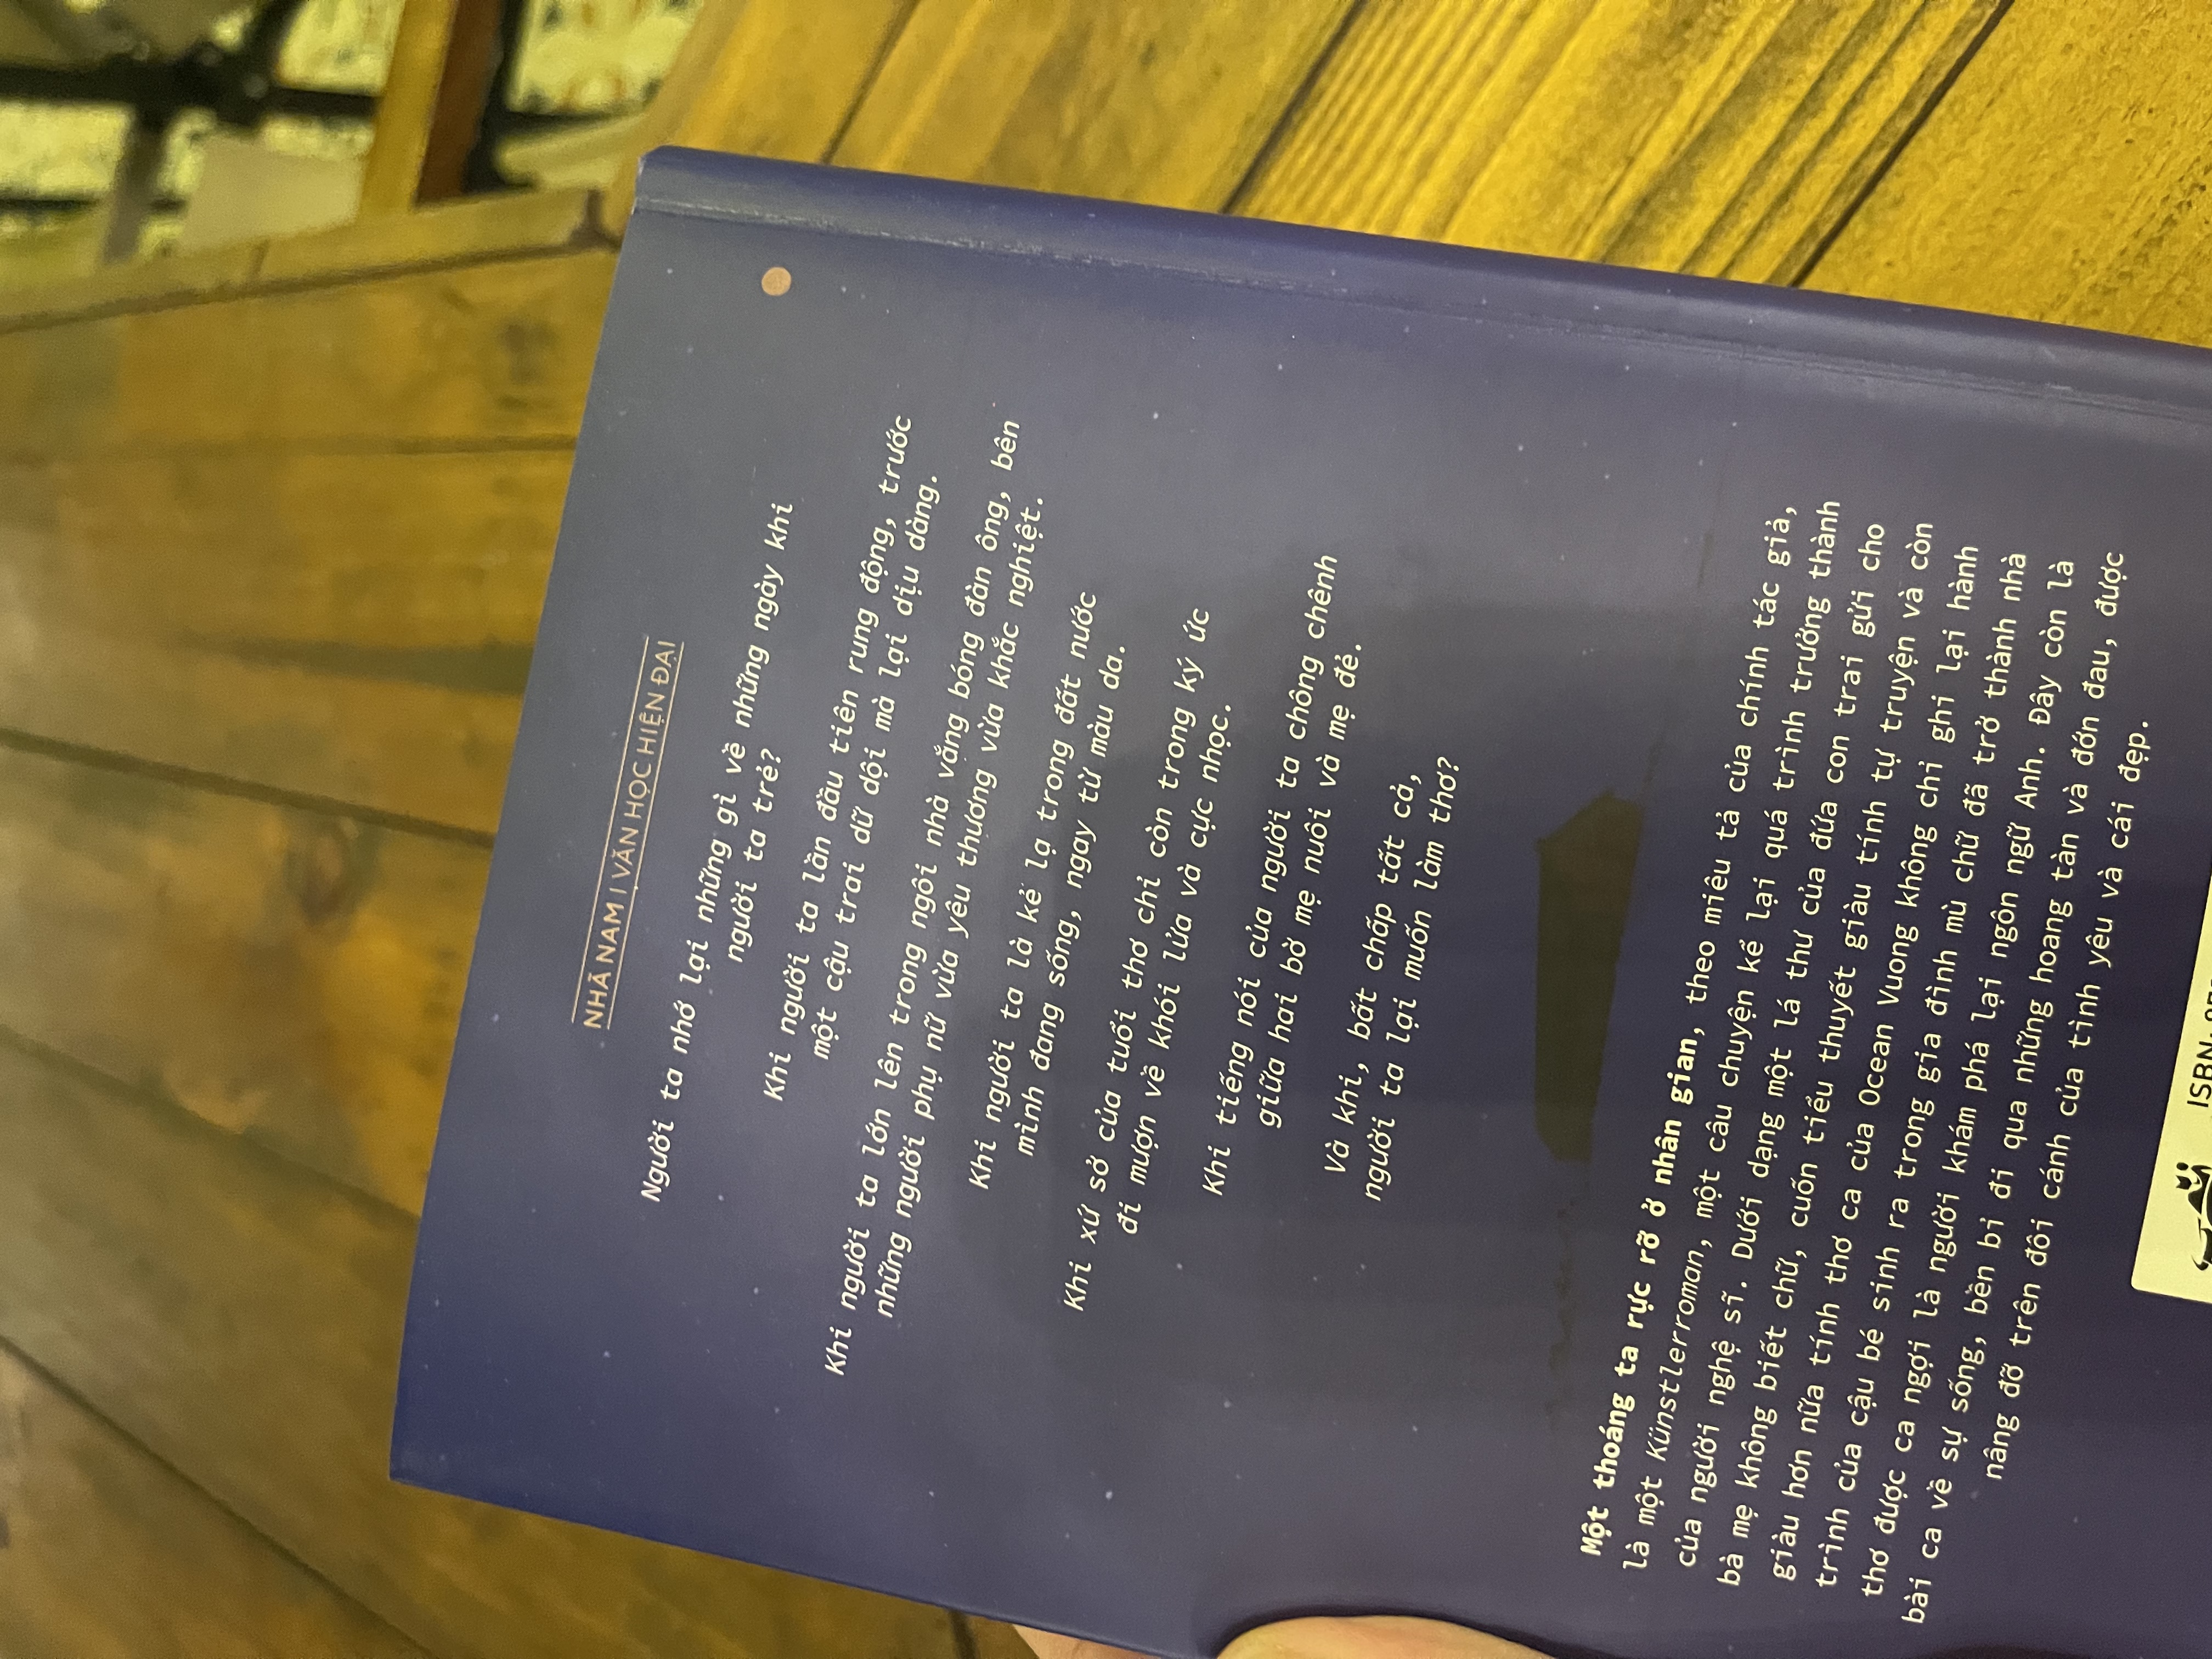 NHÃ NAM | VĂN HỌC HIỆN ĐẠI
Người ta nhớ lại những gì về những ngày khi
người ta trẻ?
Khi người ta lần đầu tiên rung động, trước
một cậu trai dữ dội mà lại dịu dàng.
Khi người ta lớn lên trong ngôi nhà vắng bóng đàn ông, bên
những người phụ nữ vừa yêu thương vừa khắc nghiệt.
Khi người ta là kẻ lạ trong đất nước
mình đang sống, ngay từ màu da.
Khi xứ sở của tuổi thơ chỉ còn trong ký ức
đi mượn về khói lửa và cực nhọc.
Khi tiếng nói của người ta chông chênh
giữa hai bờ mẹ nuôi và mẹ đẻ.
Và khi, bất chấp tất cả,
người ta lại muốn làm thơ?
Một thoáng ta rực rỡ ở nhân gian, theo miêu tả của chính tác giả,
là một Künstlerroman, một câu chuyện kể lại quá trình trưởng thành
của người nghệ sĩ. Dưới dạng một lá thư của đứa con trai gửi cho
bà mẹ không biết chữ, cuốn tiểu thuyết giàu tính tự truyện và còn
giàu hơn nữa tính thơ ca của Ocean Vuong không chỉ ghi lại hành
trình của cậu bé sinh ra trong gia đình mù chữ đã trở thành nhà
thơ được ca ngợi là người khám phá lại ngôn ngữ Anh. Đây còn là
bài ca về sự sống, bền bỉ đi qua những hoang tàn và đớn đau, được
nâng đỡ trên đôi cánh của tình yêu và cái đẹp.
ISBN: